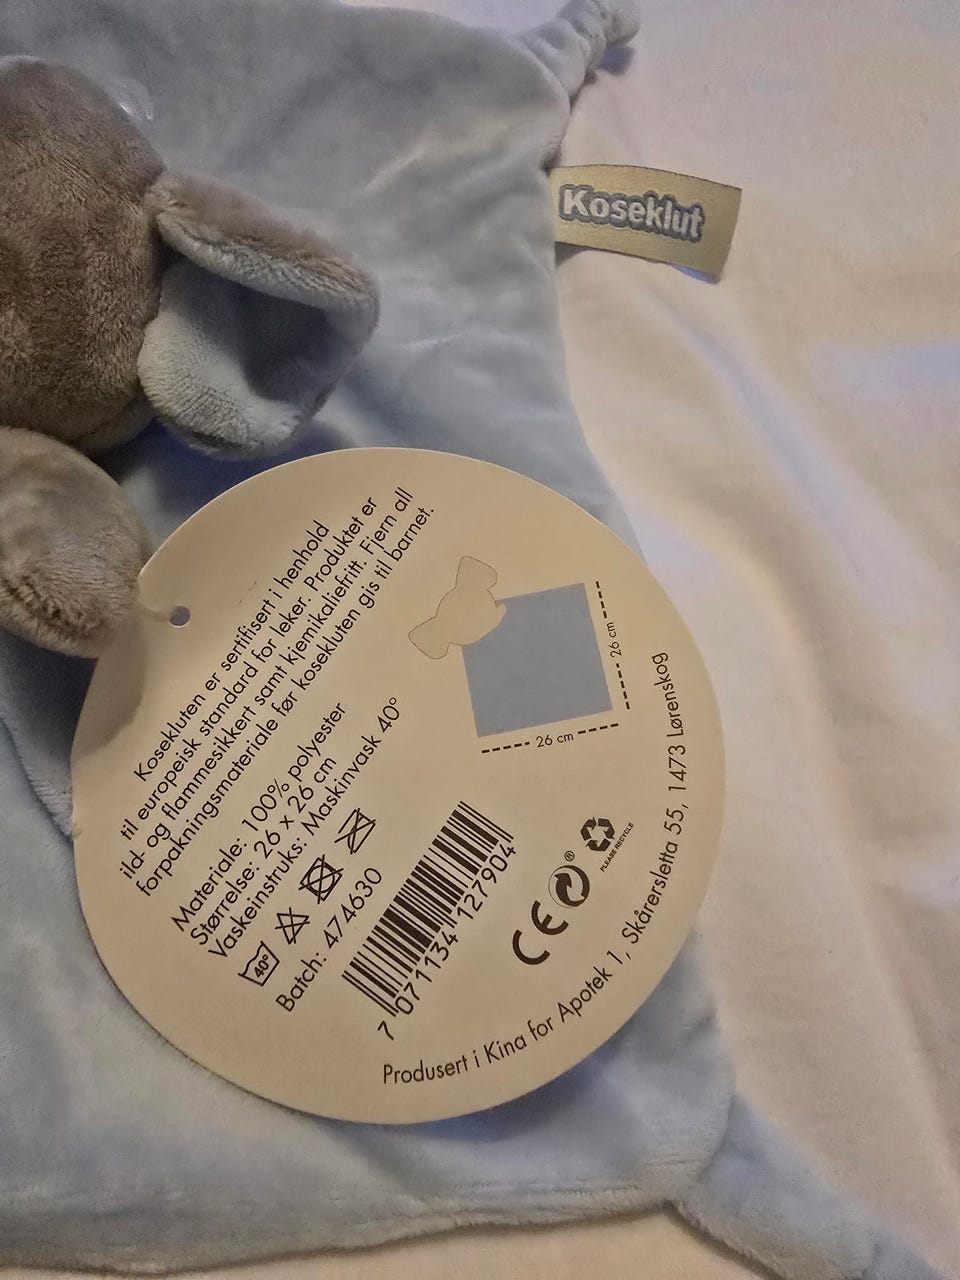 Koseklut
Kosekluten er sertifisert i henhold
til europeisk standard for leker. Produktet er
ild- og flammesikkert samt kjemikaliefritt. Fjern all
forpakningsmateriale før kosekluten gis til barnet.
Materiale: 100% polyester
Størrelse: 26 x 26 cm
Vaskeinstruks: Maskinvask 40°
40°
Batch: 474630
7 071134 127904
26 cm
26 cm
CE
®
PLEASE RECYCLE
Produsert i Kina for Apotek 1, Skårersletta 55, 1473 Lørenskog